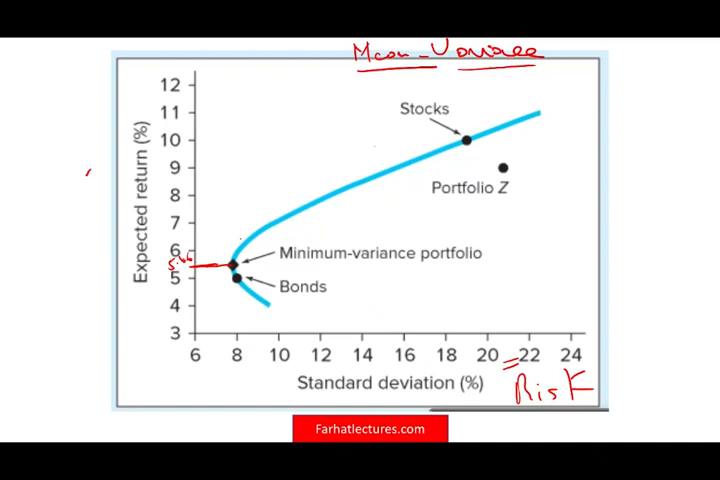 Mean-Variance
12
11
10
9
8
7
6
5
4
3
Expected return (%)
Stocks
Portfolio Z
Minimum-variance portfolio
Bonds
6 8 10 12 14 16 18 20 22 24
Standard deviation (%)
= Risk
Farhatlectures.com